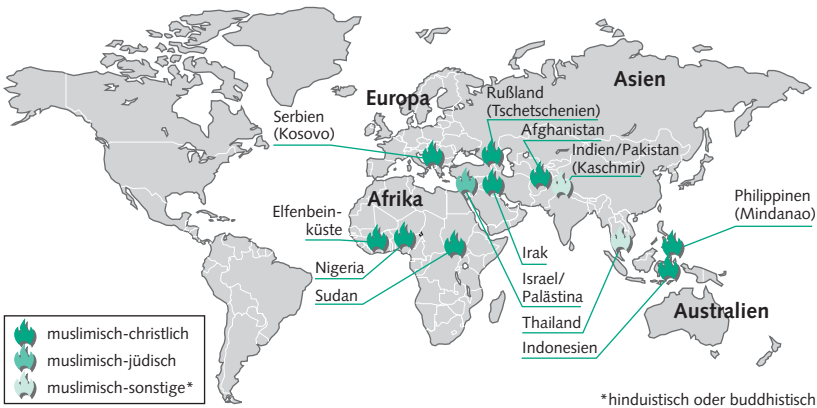 Asien
Europa
Rußland
(Tschetschenien)
Serbien
(Kosovo)
Afghanistan
Indien/Pakistan
(Kaschmir)
Afrika
Philippinen
(Mindanao)
Elfenbein-
küste
Nigeria
Sudan
Irak
Israel/
Palästina
Thailand
Indonesien
Australien
muslimisch-christlich
muslimisch-jüdisch
muslimisch-sonstige*
*hinduistisch oder buddhistisch